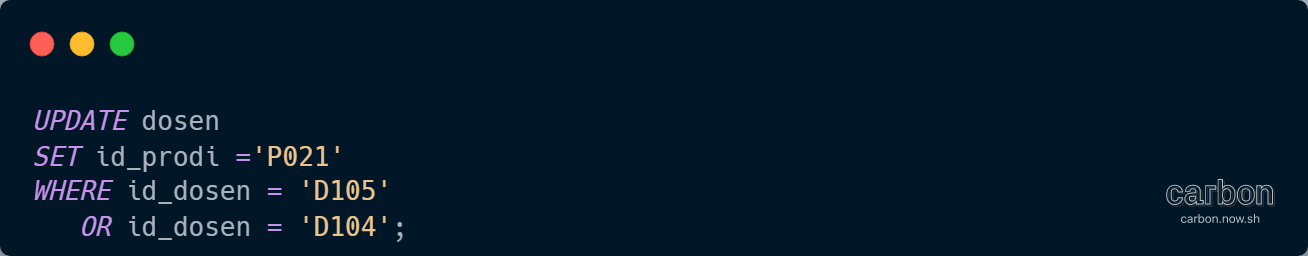 UPDATE dosen
SET id_prodi ='P021'
WHERE id_dosen = 'D105'
   OR id_dosen = 'D104';
carbon
carbon.now.sh